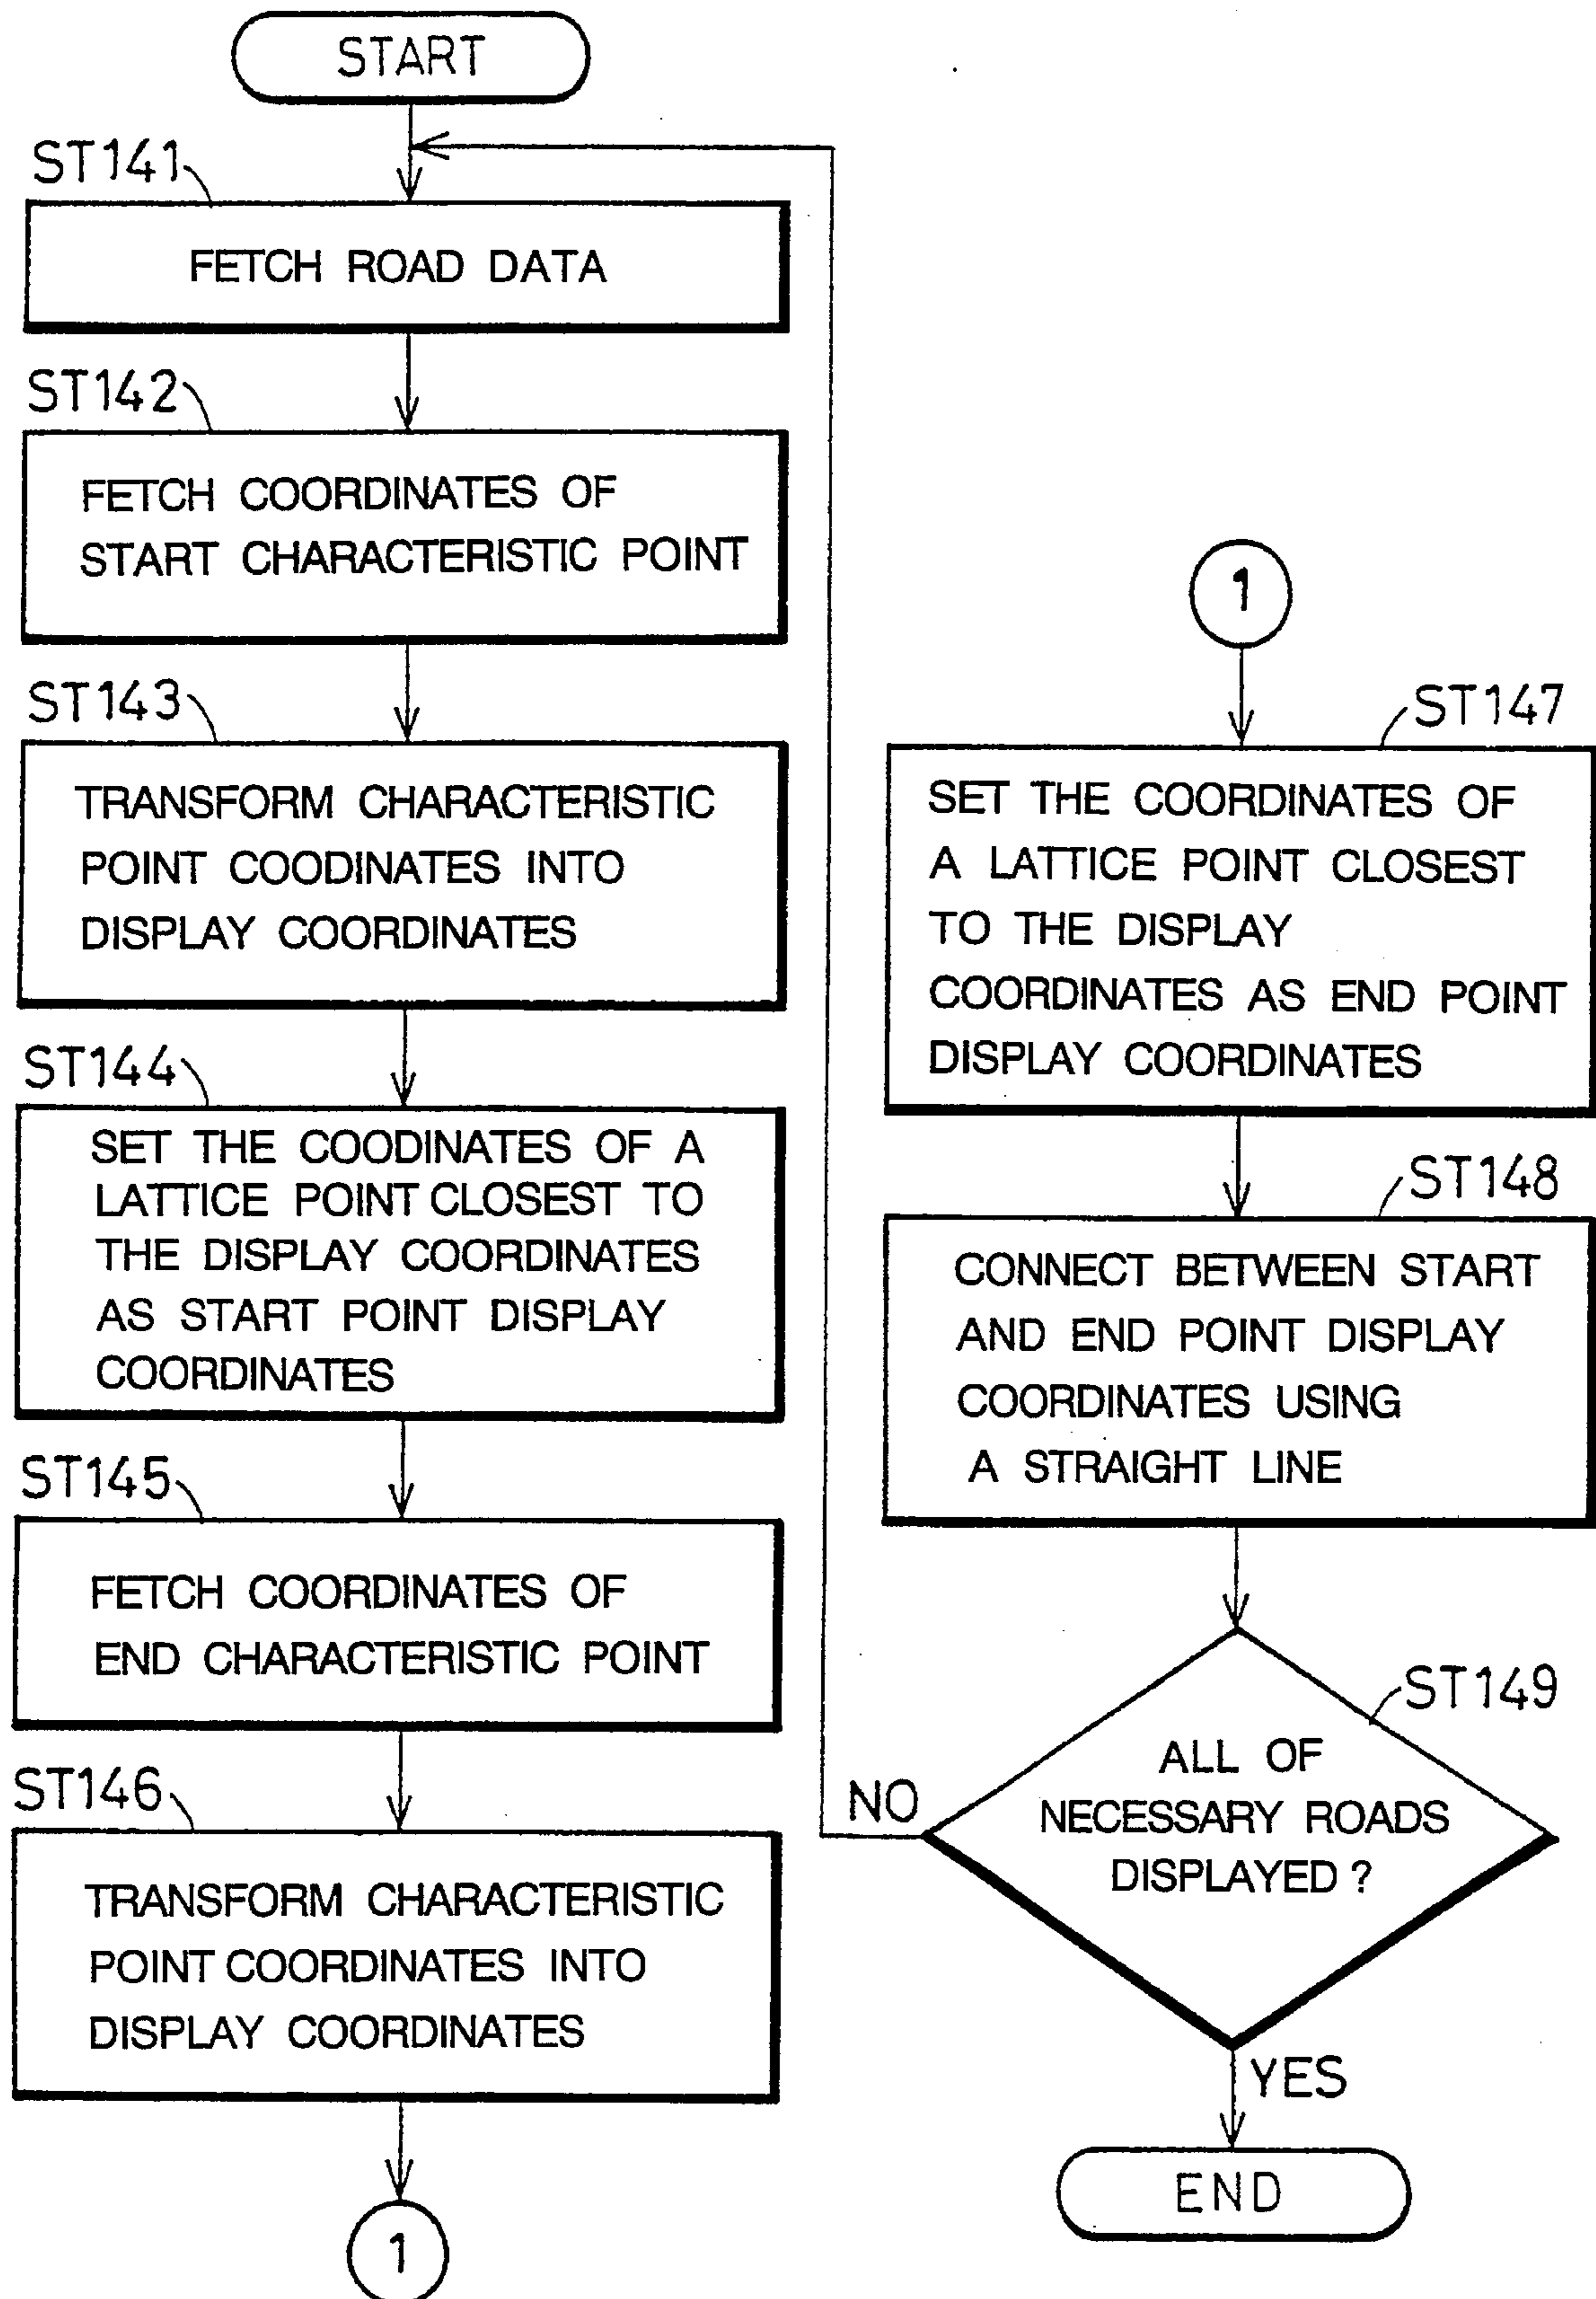 START
ST141
FETCH ROAD DATA
ST142
FETCH COORDINATES OF
START CHARACTERISTIC POINT
ST143
TRANSFORM CHARACTERISTIC
POINT COODINATES INTO
DISPLAY COORDINATES
ST144
SET THE COODINATES OF A
LATTICE POINT CLOSEST TO
THE DISPLAY COORDINATES
AS START POINT DISPLAY
COORDINATES
ST145
FETCH COORDINATES OF
END CHARACTERISTIC POINT
ST146
TRANSFORM CHARACTERISTIC
POINT COORDINATES INTO
DISPLAY COORDINATES
1
1
ST147
SET THE COORDINATES OF
A LATTICE POINT CLOSEST
TO THE DISPLAY
COORDINATES AS END POINT
DISPLAY COORDINATES
ST148
CONNECT BETWEEN START
AND END POINT DISPLAY
COORDINATES USING
A STRAIGHT LINE
ST149
ALL OF
NECESSARY ROADS
DISPLAYED ?
NO
YES
END